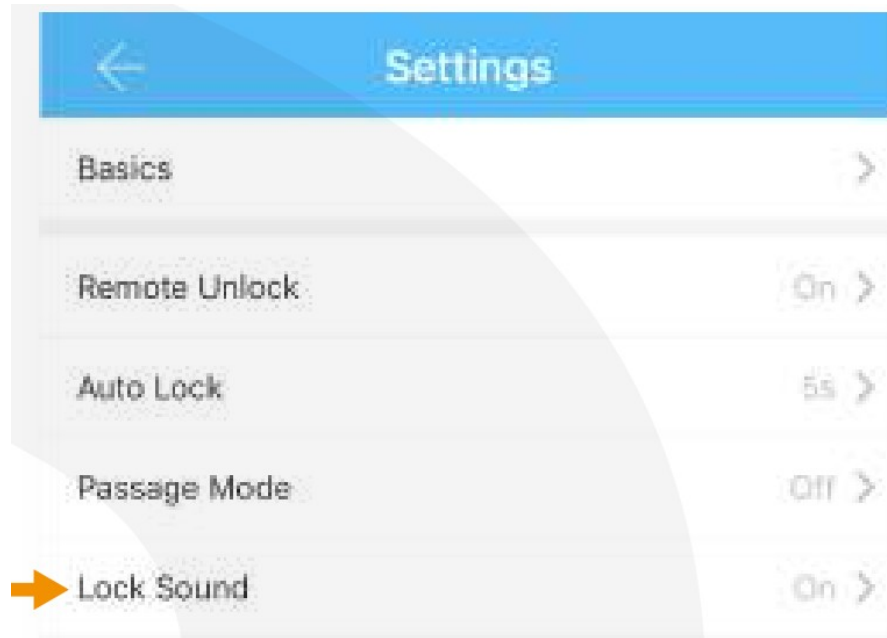 Settings
Basics
Remote Unlock On
Auto Lock 5s
Passage Mode Off
Lock Sound On